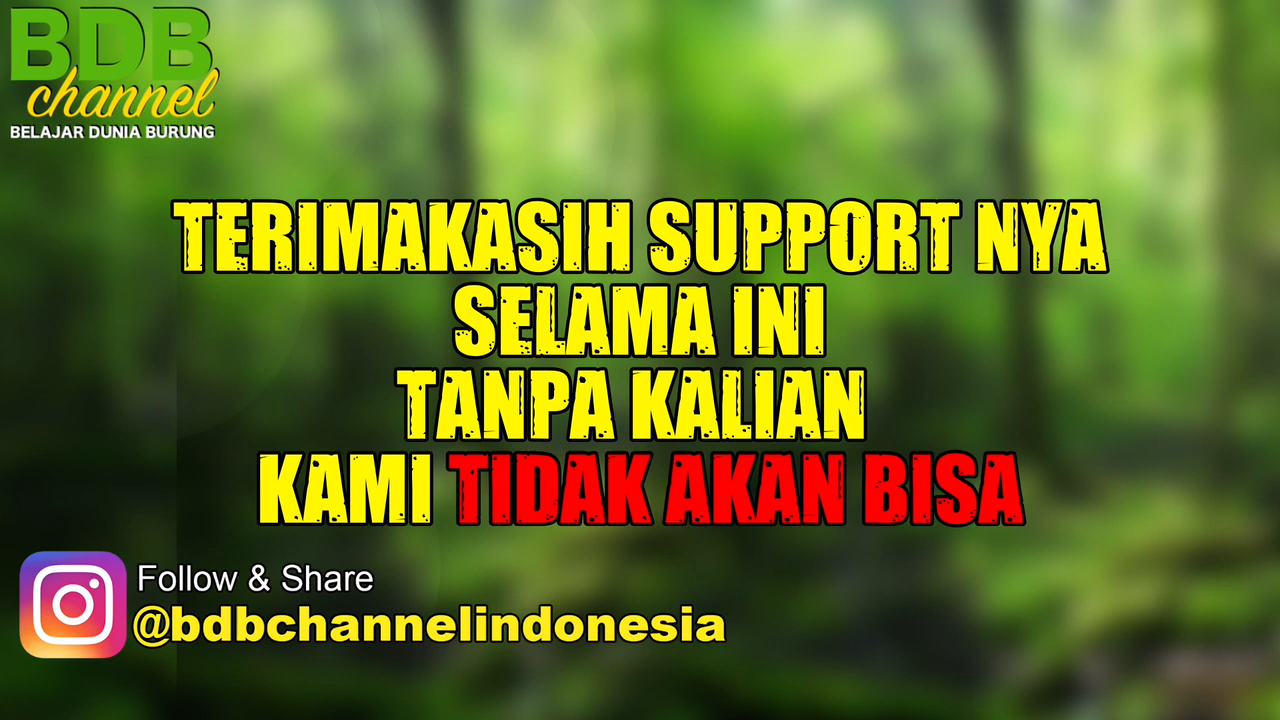 BDB
channel
BELAJAR DUNIA BURUNG
TERIMAKASIH SUPPORT NYA
SELAMA INI
TANPA KALIAN
KAMI TIDAK AKAN BISA
Follow & Share
@bdbchannelindonesia